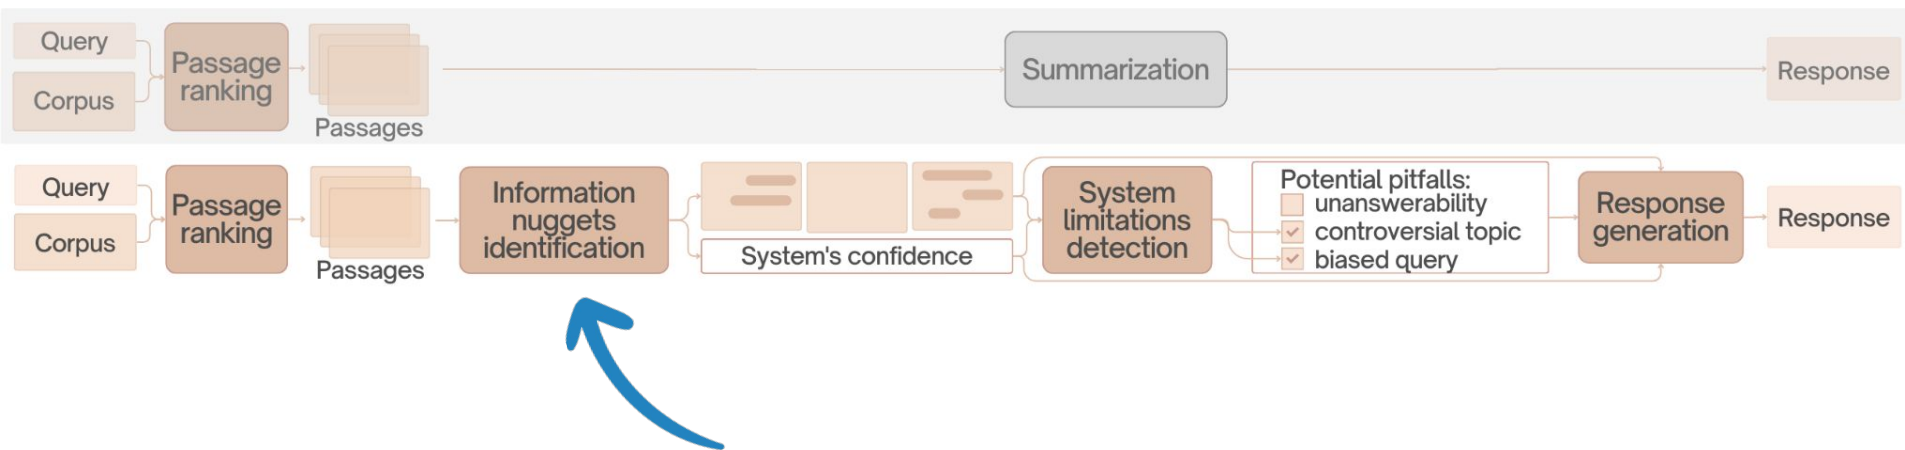 Query
Corpus
Passage
ranking
Passages
Summarization
Response
Query
Corpus
Passage
ranking
Passages
Information
nuggets
identification
System's confidence
System
limitations
detection
Potential pitfalls:
unanswerability
controversial topic
biased query
Response
generation
Response